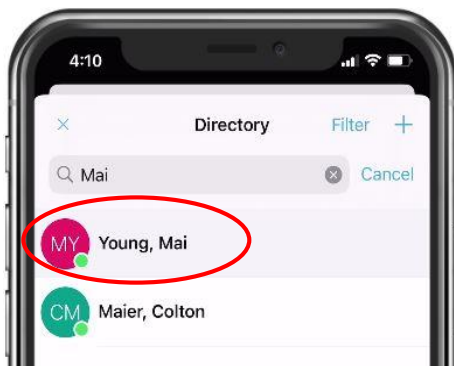 4:10
Directory Filter +
Mai Cancel
MY Young, Mai
CM Maier, Colton